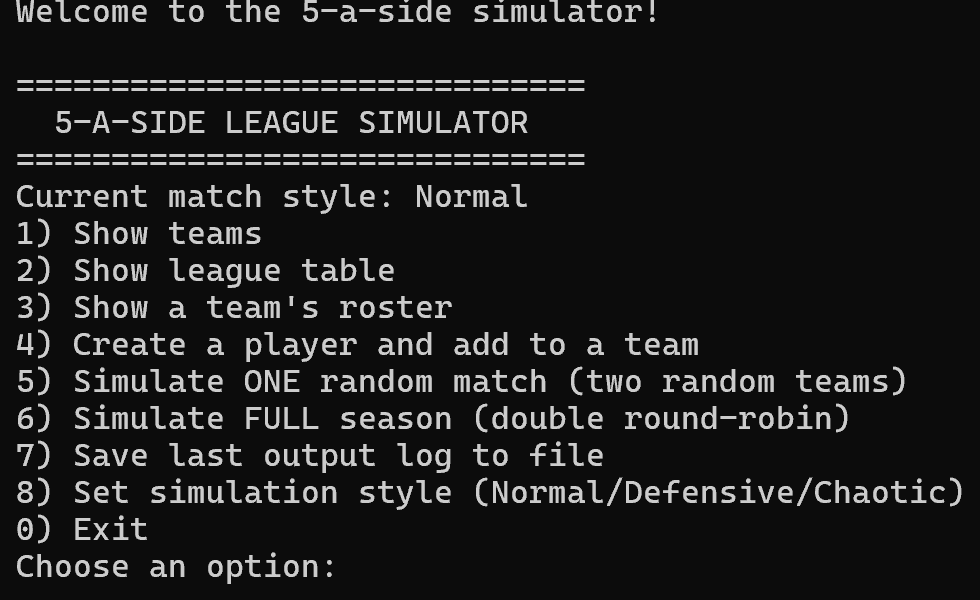 Welcome to the 5-a-side simulator!
==============================
  5-A-SIDE LEAGUE SIMULATOR
==============================
Current match style: Normal
1) Show teams
2) Show league table
3) Show a team's roster
4) Create a player and add to a team
5) Simulate ONE random match (two random teams)
6) Simulate FULL season (double round-robin)
7) Save last output log to file
8) Set simulation style (Normal/Defensive/Chaotic)
0) Exit
Choose an option: